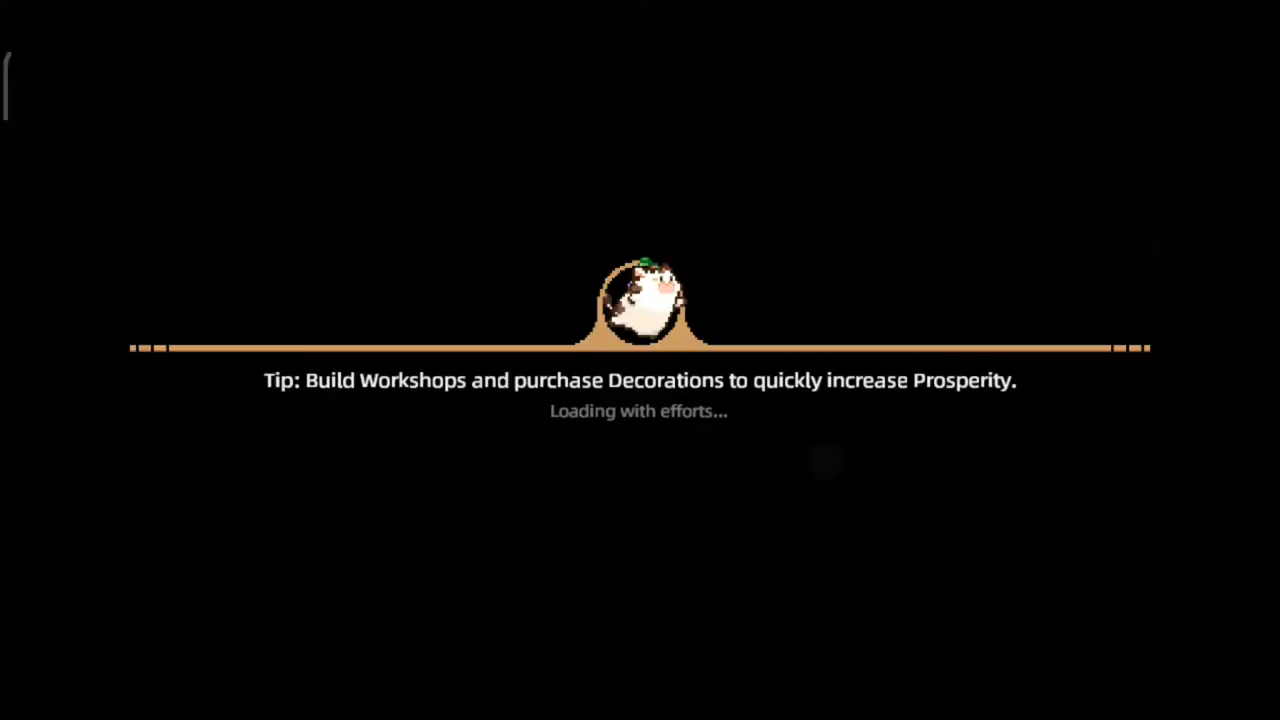 Tip: Build Workshops and purchase Decorations to quickly increase Prosperity.
Loading with efforts...